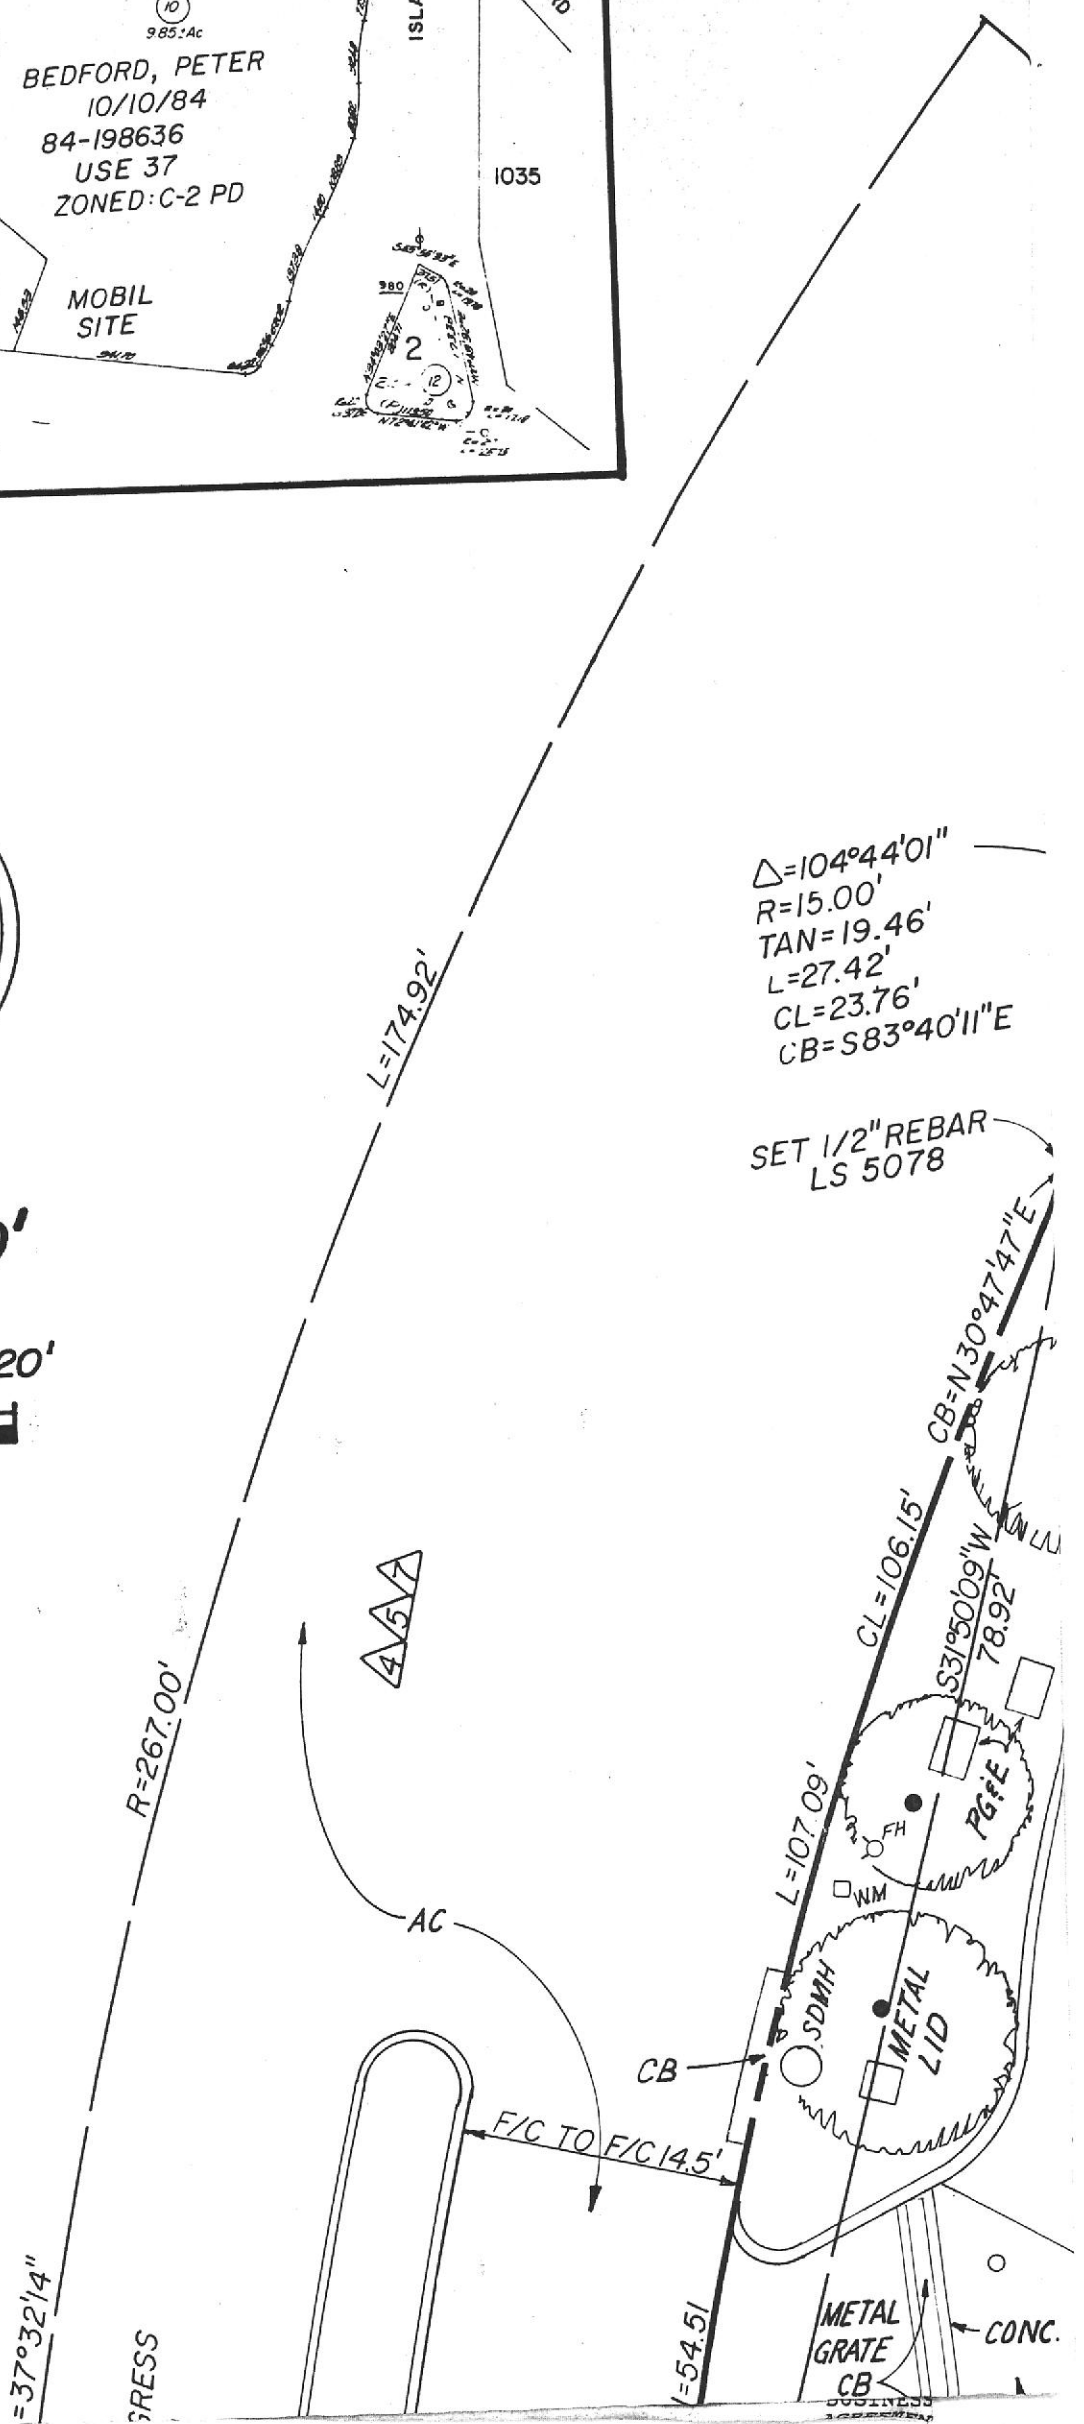 10
9.85±Ac
BEDFORD, PETER
10/10/84
84-198636
USE 37
ZONED: C-2 PD
ISLA
1035
MOBIL
SITE
980
2
12
Δ=104°44'01"
R=15.00'
TAN=19.46'
L=27.42'
CL=23.76'
CB=S83°40'11"E
SET 1/2" REBAR
LS 5078
L=174.92'
20'
CB=N30°47'47"E
CL=106.15'
S31°50'09"W
78.92'
4 5 7
R=267.00'
L=107.09'
PG&E
FH
WM
AC
SDMH
METAL
LID
CB
F/C TO F/C 14.5'
=37°32'14"
GRESS
L=54.51
METAL
GRATE
CB
CONC.
BUSINESS
AGREEMEN